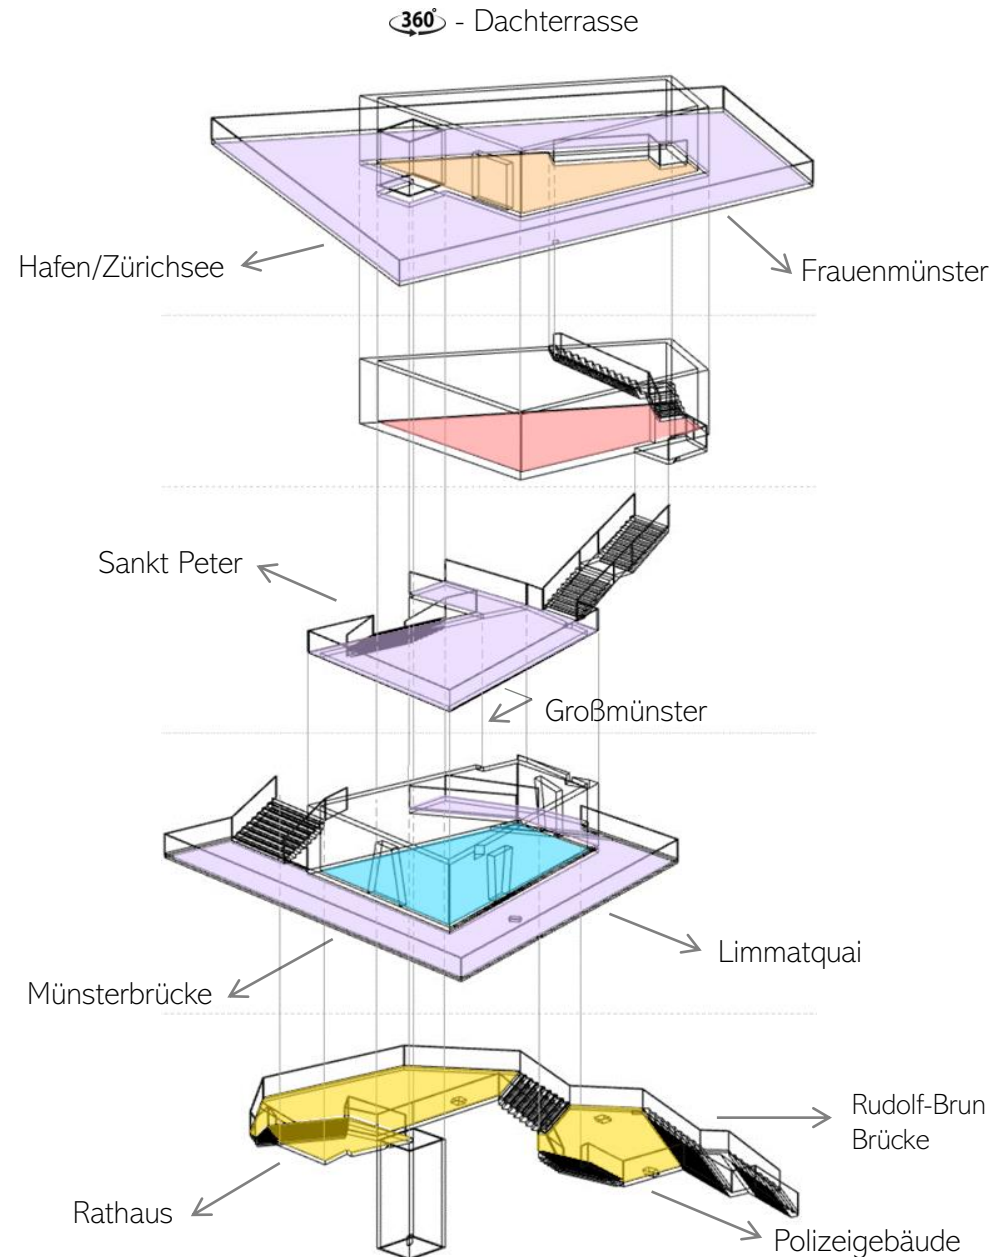 360° - Dachterrasse
Hafen/Zürichsee
Frauenmünster
Sankt Peter
Großmünster
Limmatquai
Münsterbrücke
Rudolf-Brun
Brücke
Rathaus
Polizeigebäude